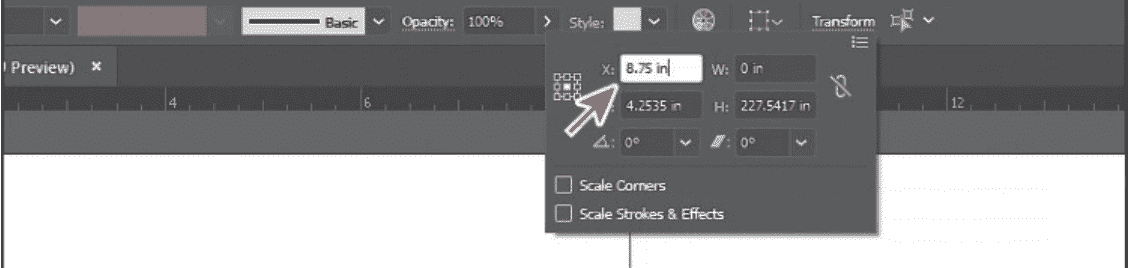 Basic Opacity: 100% Style: Transform
Preview) ×
X: 8.75 in W: 0 in
4 6 12
4.2535 in H: 227.5417 in
0° 0°
Scale Corners
Scale Strokes & Effects